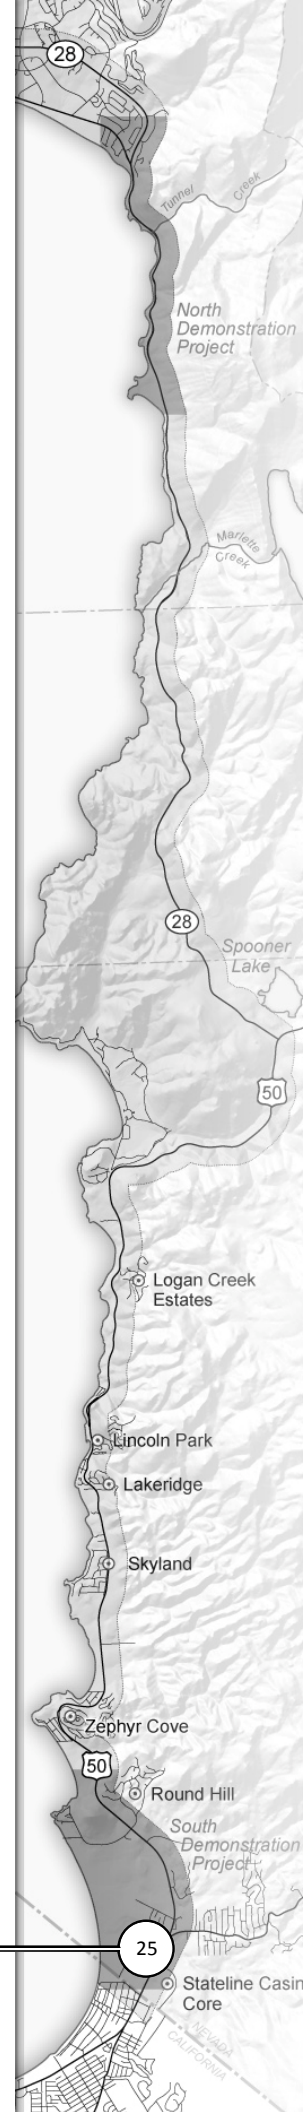 28
Tunnel
Creek
North
Demonstration
Project
Marlette
Creek
28
Spooner
Lake
50
Logan Creek
Estates
Lincoln Park
Lakeridge
Skyland
Zephyr Cove
50
Round Hill
South
Demonstration
Project
25
Stateline Casin
Core
NEVADA
CALIFORNIA